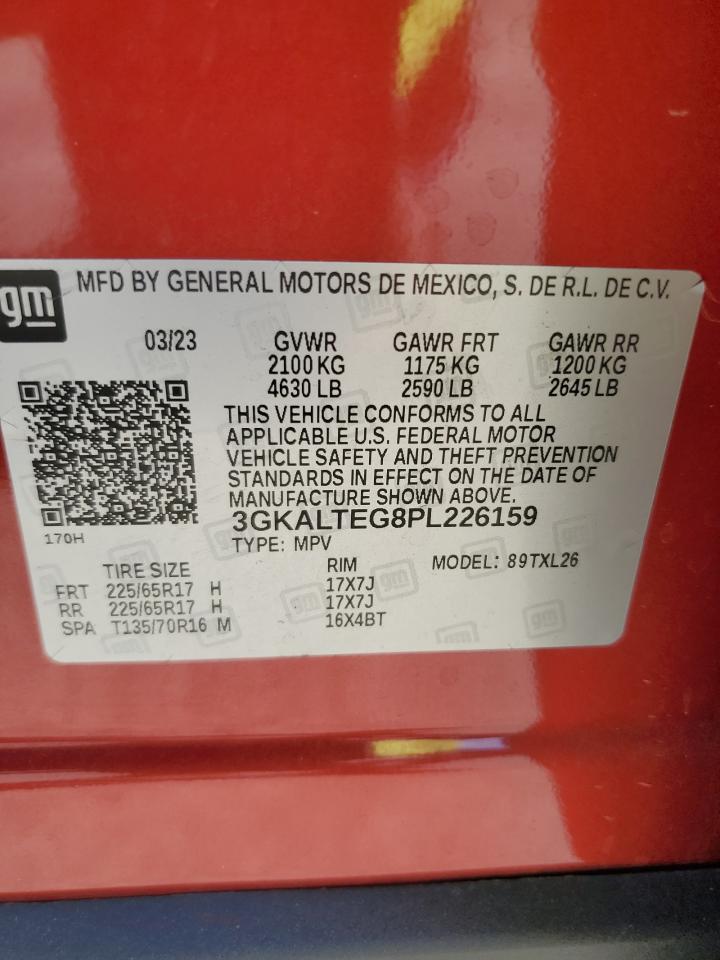 gm MFD BY GENERAL MOTORS DE MEXICO, S. DE R.L. DE C.V.
03/23 GVWR GAWR FRT GAWR RR
2100 KG 1175 KG 1200 KG
4630 LB 2590 LB 2645 LB
THIS VEHICLE CONFORMS TO ALL
APPLICABLE U.S. FEDERAL MOTOR
VEHICLE SAFETY AND THEFT PREVENTION
STANDARDS IN EFFECT ON THE DATE OF
MANUFACTURE SHOWN ABOVE.
3GKALTEG8PL226159
170H
TYPE: MPV MODEL: 89TXL26
TIRE SIZE RIM
FRT 225/65R17 H 17X7J
RR 225/65R17 H 17X7J
SPA T135/70R16 M 16X4BT